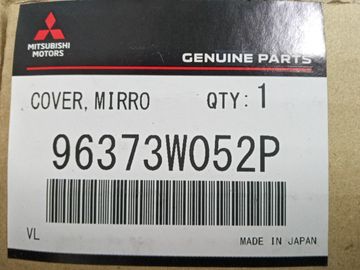 MITSUBISHI
MOTORS
GENUINE PARTS
COVER, MIRRO QTY: 1
96373W052P
VL
MADE IN JAPAN